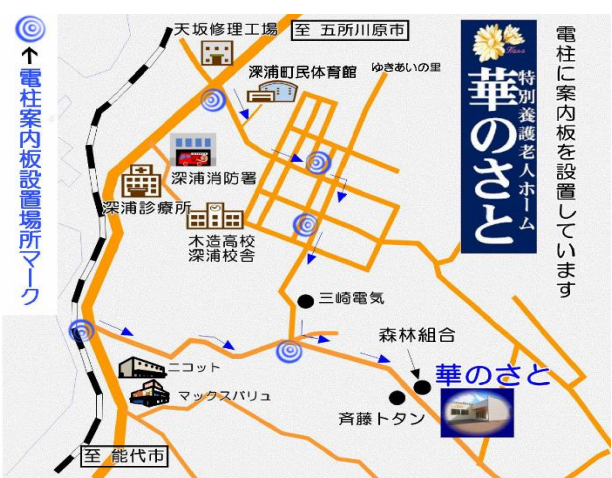 電柱に案内板を設置しています
特別養護老人ホーム
華のさと
↑電柱案内板設置場所マーク
天坂修理工場
至 五所川原市
深浦町民体育館
ゆきあいの里
深浦消防署
深浦診療所
木造高校
深浦校舎
三崎電気
森林組合
華のさと
ニコット
マックスバリュ
斉藤トタン
至 能代市